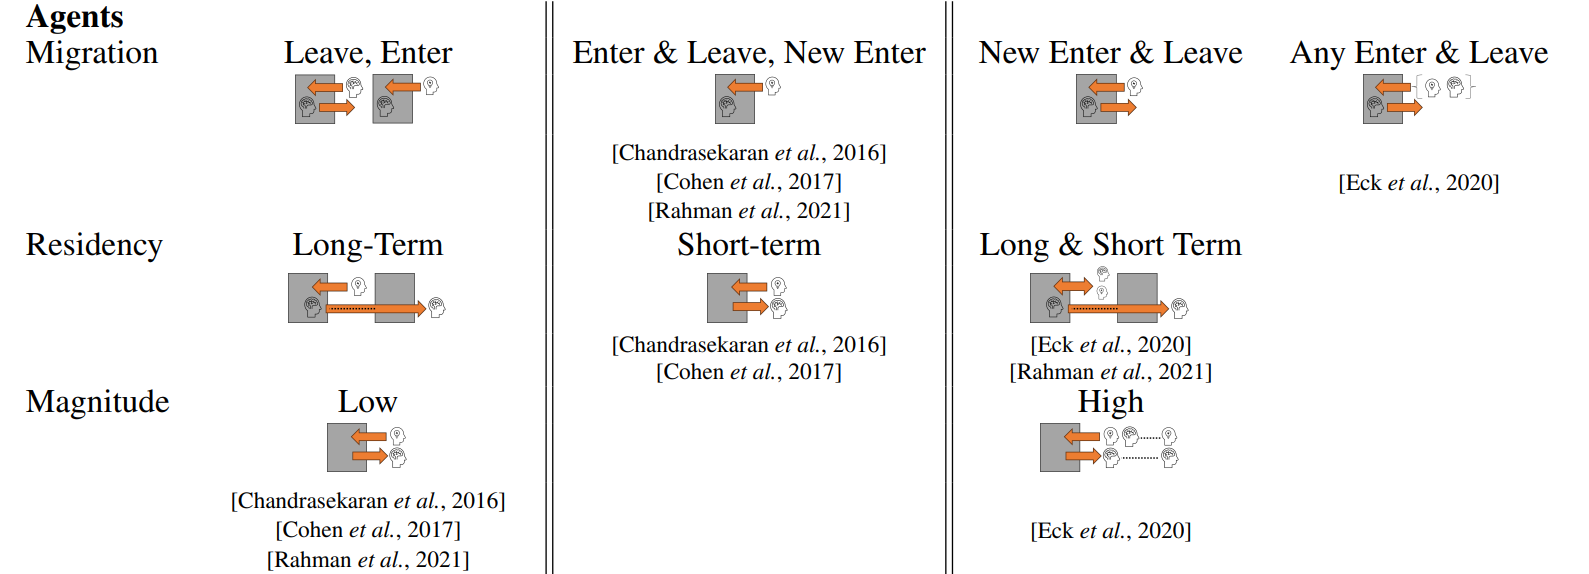 Agents
Migration Leave, Enter Enter & Leave, New Enter New Enter & Leave Any Enter & Leave
[Chandrasekaran et al., 2016]
[Cohen et al., 2017] [Eck et al., 2020]
[Rahman et al., 2021]
Residency Long-Term Short-term Long & Short Term
[Chandrasekaran et al., 2016] [Eck et al., 2020]
[Cohen et al., 2017] [Rahman et al., 2021]
Magnitude Low High
[Chandrasekaran et al., 2016]
[Cohen et al., 2017] [Eck et al., 2020]
[Rahman et al., 2021]